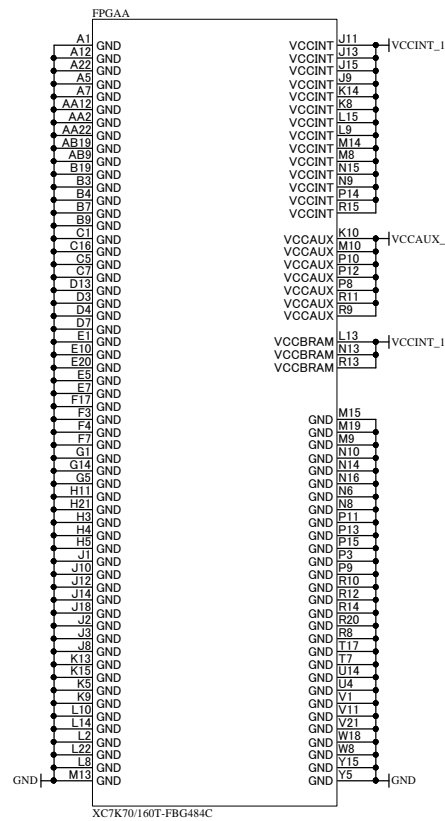 FPGAA
A1 GND
A12 GND
A22 GND
A5 GND
A7 GND
AA12 GND
AA2 GND
AA22 GND
AB19 GND
AB9 GND
B19 GND
B3 GND
B4 GND
B7 GND
B9 GND
C1 GND
C16 GND
C5 GND
C7 GND
D13 GND
D3 GND
D4 GND
D7 GND
E1 GND
E10 GND
E20 GND
E5 GND
E7 GND
F17 GND
F3 GND
F4 GND
F7 GND
G1 GND
G14 GND
G5 GND
H11 GND
H21 GND
H3 GND
H4 GND
H5 GND
J1 GND
J10 GND
J12 GND
J14 GND
J18 GND
J2 GND
J3 GND
J8 GND
K13 GND
K15 GND
K5 GND
K9 GND
L10 GND
L14 GND
L2 GND
L22 GND
L8 GND
GND M13 GND
VCCINT J11 VCCINT_1
VCCINT J13
VCCINT J15
VCCINT J9
VCCINT K14
VCCINT K8
VCCINT L15
VCCINT L9
VCCINT M14
VCCINT M8
VCCINT N15
VCCINT N9
VCCINT P14
VCCINT R15
VCCAUX K10 VCCAUX_
VCCAUX M10
VCCAUX P10
VCCAUX P12
VCCAUX P8
VCCAUX R11
VCCAUX R9
VCCBRAM L13 VCCINT_1
VCCBRAM N13
VCCBRAM R13
GND M15
GND M19
GND M9
GND N10
GND N14
GND N16
GND N6
GND N8
GND P11
GND P13
GND P15
GND P3
GND P9
GND R10
GND R12
GND R14
GND R20
GND R8
GND T17
GND T7
GND U14
GND U4
GND V1
GND V11
GND V21
GND W18
GND W8
GND Y15
GND Y5 GND
XC7K70/160T-FBG484C